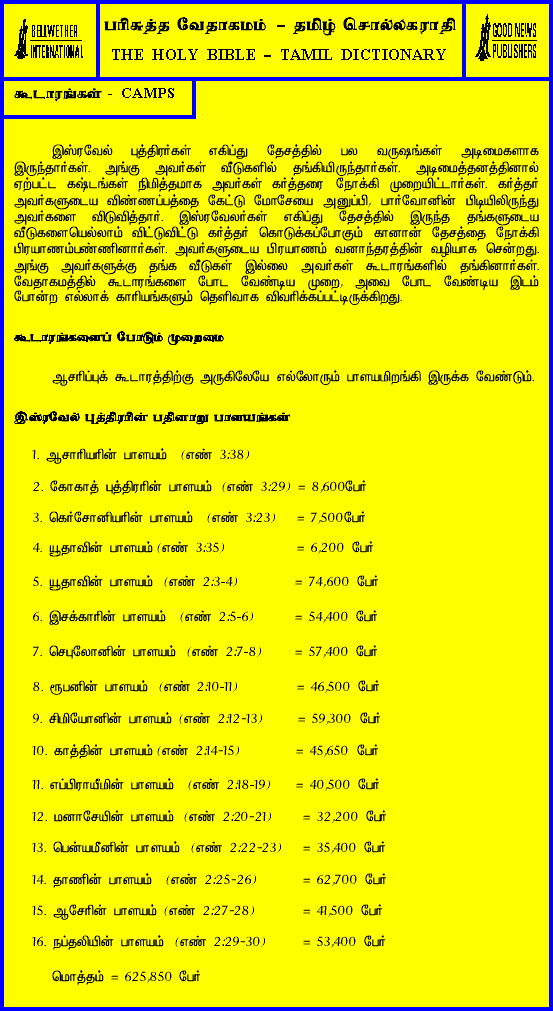 BELLWETHER
INTERNATIONAL
பரிசுத்த வேதாகமம் – தமிழ் சொல்லகராதி
THE HOLY BIBLE – TAMIL DICTIONARY
GOOD NEWS
PUBLISHERS
கூடாரங்கள் - CAMPS
இஸ்ரவேல் புத்திரர்கள் எகிப்து தேசத்தில் பல வருஷங்கள் அடிமைகளாக
இருந்தார்கள். அங்கு அவர்கள் வீடுகளில் தங்கியிருந்தார்கள். அடிமைத்தனத்தினால்
ஏற்பட்ட கஷ்டங்கள் நிமித்தமாக அவர்கள் கர்த்தரை நோக்கி முறையிட்டார்கள். கர்த்தர்
அவர்களுடைய விண்ணப்பத்தை கேட்டு மோசேயை அனுப்பி, பார்வோனின் பிடியிலிருந்து
அவர்களை விடுவித்தார். இஸ்ரவேலர்கள் எகிப்து தேசத்தில் இருந்த தங்களுடைய
வீடுகளையெல்லாம் விட்டுவிட்டு கர்த்தர் கொடுக்கப்போகும் கானான் தேசத்தை நோக்கி
பிரயாணம்பண்ணினார்கள். அவர்களுடைய பிரயாணம் வனாந்தரத்தின் வழியாக சென்றது.
அங்கு அவர்களுக்கு தங்க வீடுகள் இல்லை அவர்கள் கூடாரங்களில் தங்கினார்கள்.
வேதாகமத்தில் கூடாரங்களை போட வேண்டிய முறை, அவை போட வேண்டிய இடம்
போன்ற எல்லாக் காரியங்களும் தெளிவாக விவரிக்கப்பட்டிருக்கிறது.
கூடாரங்களைப் போடும் முறைமை
ஆசரிப்புக் கூடாரத்திற்கு அருகிலேயே எல்லோரும் பாளயமிறங்கி இருக்க வேண்டும்.
இஸ்ரவேல் புத்திரரின் பதினாறு பாளயங்கள்
1. ஆசாரியரின் பாளயம் (எண் 3:38)
2. கோகாத் புத்திரரின் பாளயம் (எண் 3:29) = 8,600பேர்
3. கெர்சோனியரின் பாளயம் (எண் 3:23) = 7,500பேர்
4. யூதாவின் பாளயம் (எண் 3:35) = 6,200 பேர்
5. யூதாவின் பாளயம் (எண் 2:3-4) = 74,600 பேர்
6. இசக்காரின் பாளயம் (எண் 2:5-6) = 54,400 பேர்
7. செபுலோனின் பாளயம் (எண் 2:7-8) = 57,400 பேர்
8. ரூபனின் பாளயம் (எண் 2:10-11) = 46,500 பேர்
9. சிமியோனின் பாளயம் (எண் 2:12-13) = 59,300 பேர்
10. காத்தின் பாளயம் (எண் 2:14-15) = 45,650 பேர்
11. எப்பிராயீமின் பாளயம் (எண் 2:18-19) = 40,500 பேர்
12. மனாசேயின் பாளயம் (எண் 2:20-21) = 32,200 பேர்
13. பென்யமீனின் பாளயம் (எண் 2:22-23) = 35,400 பேர்
14. தாணின் பாளயம் (எண் 2:25-26) = 62,700 பேர்
15. ஆசேரின் பாளயம் (எண் 2:27-28) = 41,500 பேர்
16. நப்தலியின் பாளயம் (எண் 2:29-30) = 53,400 பேர்
மொத்தம் = 625,850 பேர்